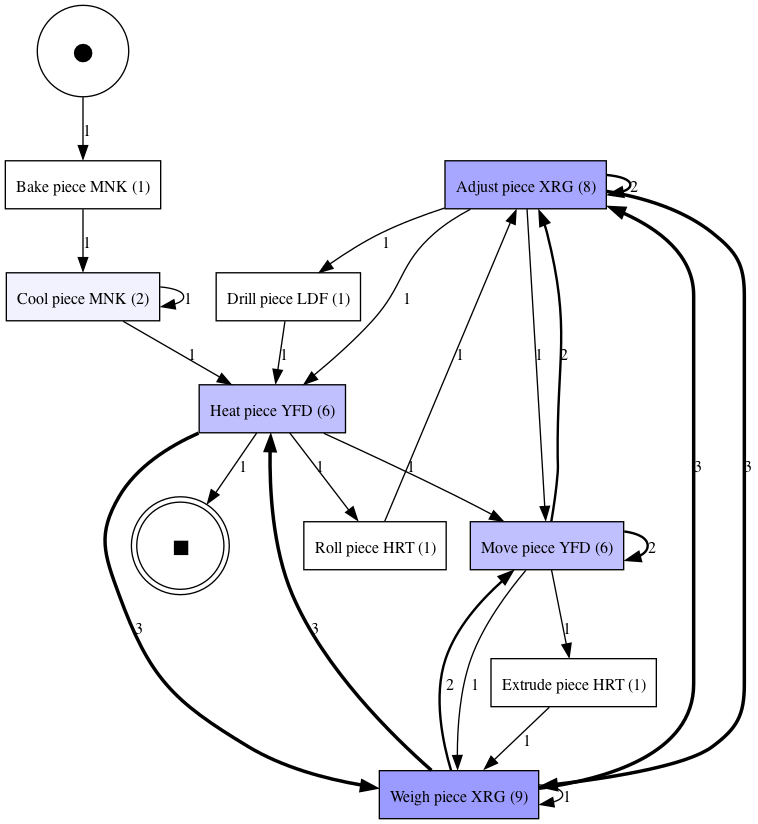 1
Bake piece MNK (1)
Adjust piece XRG (8)
2
1
1
Cool piece MNK (2)
1
Drill piece LDF (1)
1
1
1
1
1
2
Heat piece YFD (6)
1
1
1
3
3
Roll piece HRT (1)
Move piece YFD (6)
2
3
3
1
2
1
Extrude piece HRT (1)
1
Weigh piece XRG (9)
1